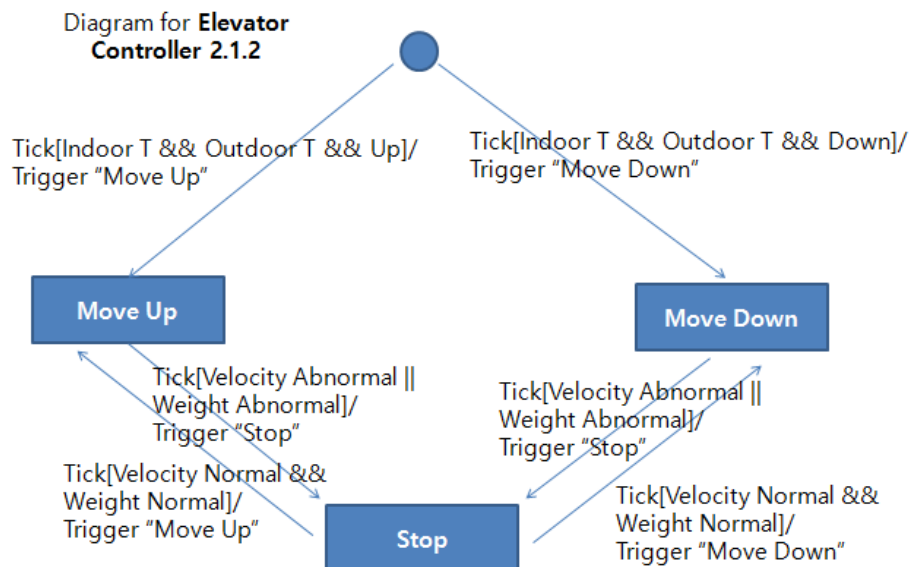 Diagram for Elevator
Controller 2.1.2
Tick[Indoor T && Outdoor T && Up]/
Trigger “Move Up”
Tick[Indoor T && Outdoor T && Down]/
Trigger “Move Down”
Move Up
Move Down
Tick[Velocity Abnormal ||
Weight Abnormal]/
Trigger “Stop”
Tick[Velocity Abnormal ||
Weight Abnormal]/
Trigger “Stop”
Tick[Velocity Normal &&
Weight Normal]/
Trigger “Move Up”
Tick[Velocity Normal &&
Weight Normal]/
Trigger “Move Down”
Stop